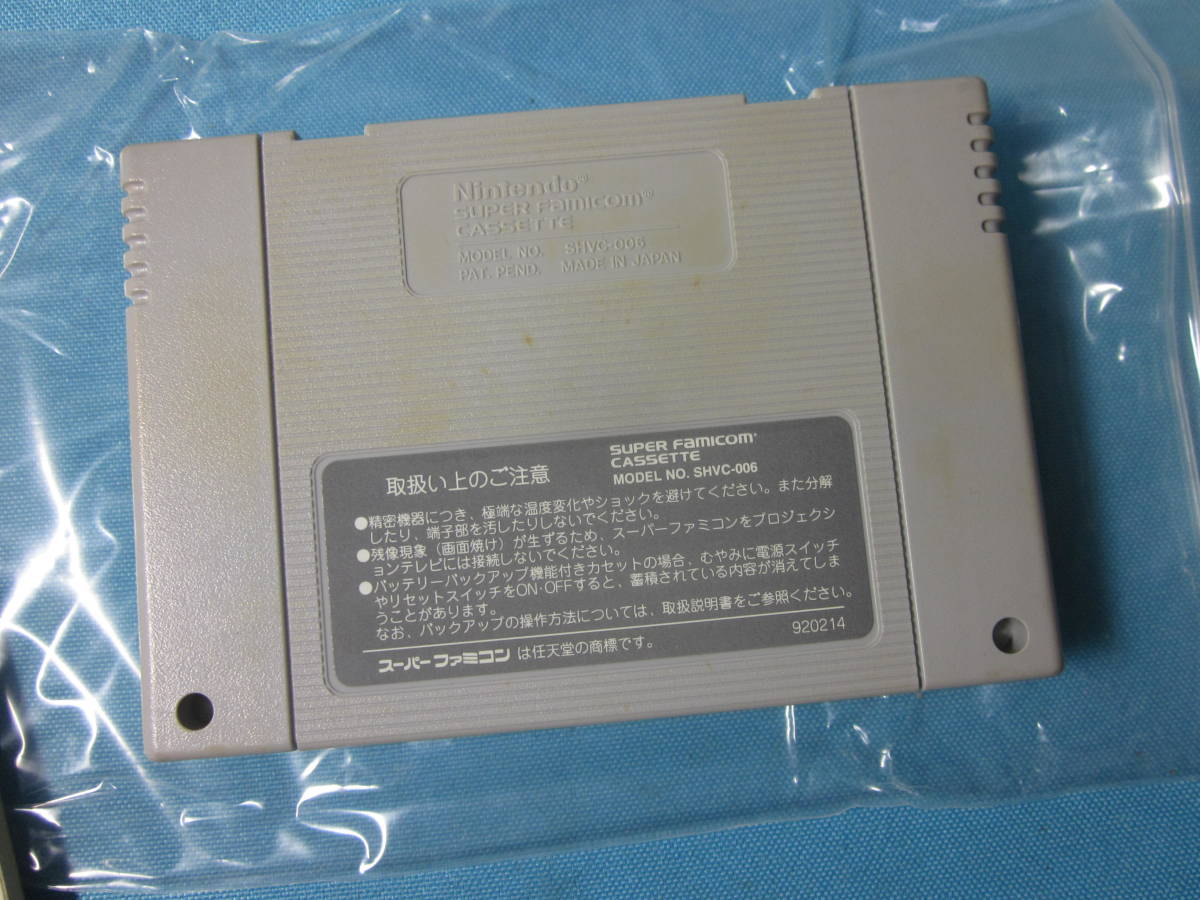 Nintendo®
SUPER FAMICOM®
CASSETTE
MODEL NO. SHVC-006
PAT. PEND. MADE IN JAPAN
取扱い上のご注意
SUPER FAMICOM®
CASSETTE
MODEL NO. SHVC-006
●精密機器につき、極端な温度変化やショックを避けてください。また分解
したり、端子部を汚したりしないでください。
●残像現象（画面焼け）が生ずるため、スーパーファミコンをプロジェクシ
ョンテレビには接続しないでください。
●バッテリーバックアップ機能付きカセットの場合、むやみに電源スイッチ
やリセットスイッチをON・OFFすると、蓄積されている内容が消えてしま
うことがあります。
なお、バックアップの操作方法については、取扱説明書をご参照ください。
スーパーファミコンは任天堂の商標です。
920214